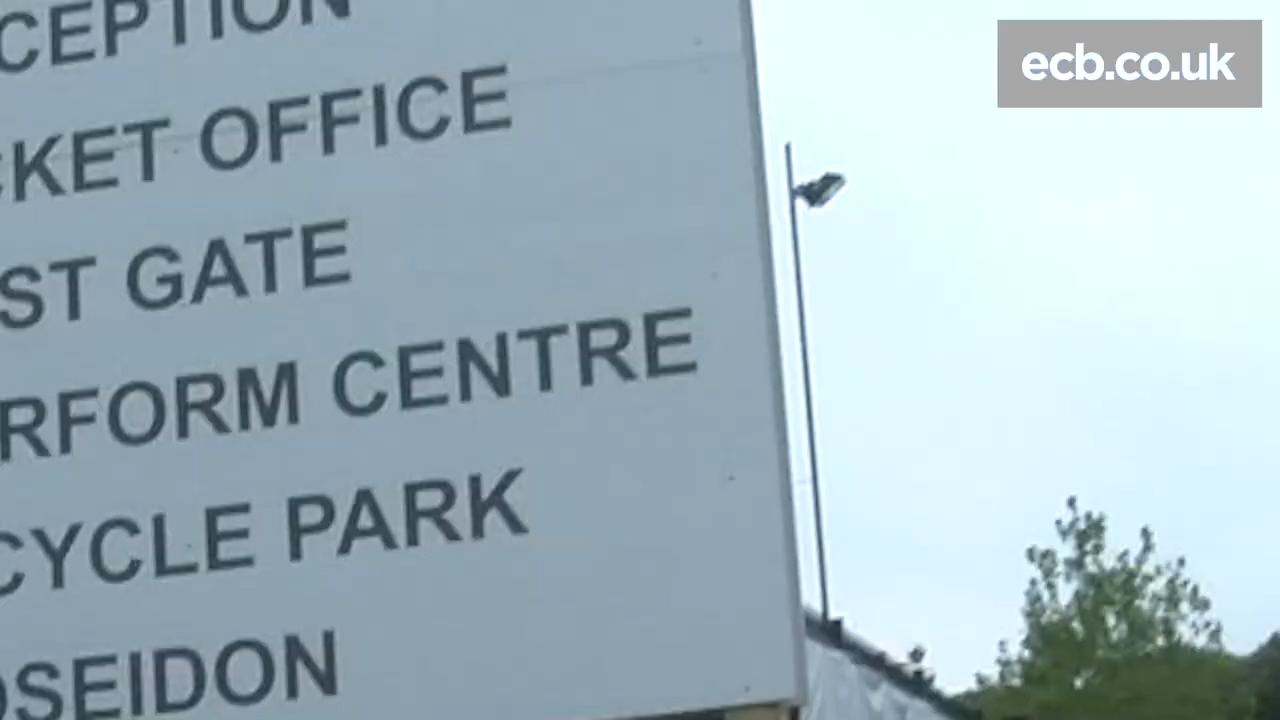 CEPTION
ecb.co.uk
CKET OFFICE
ST GATE
RFORM CENTRE
CYCLE PARK
OSEIDON